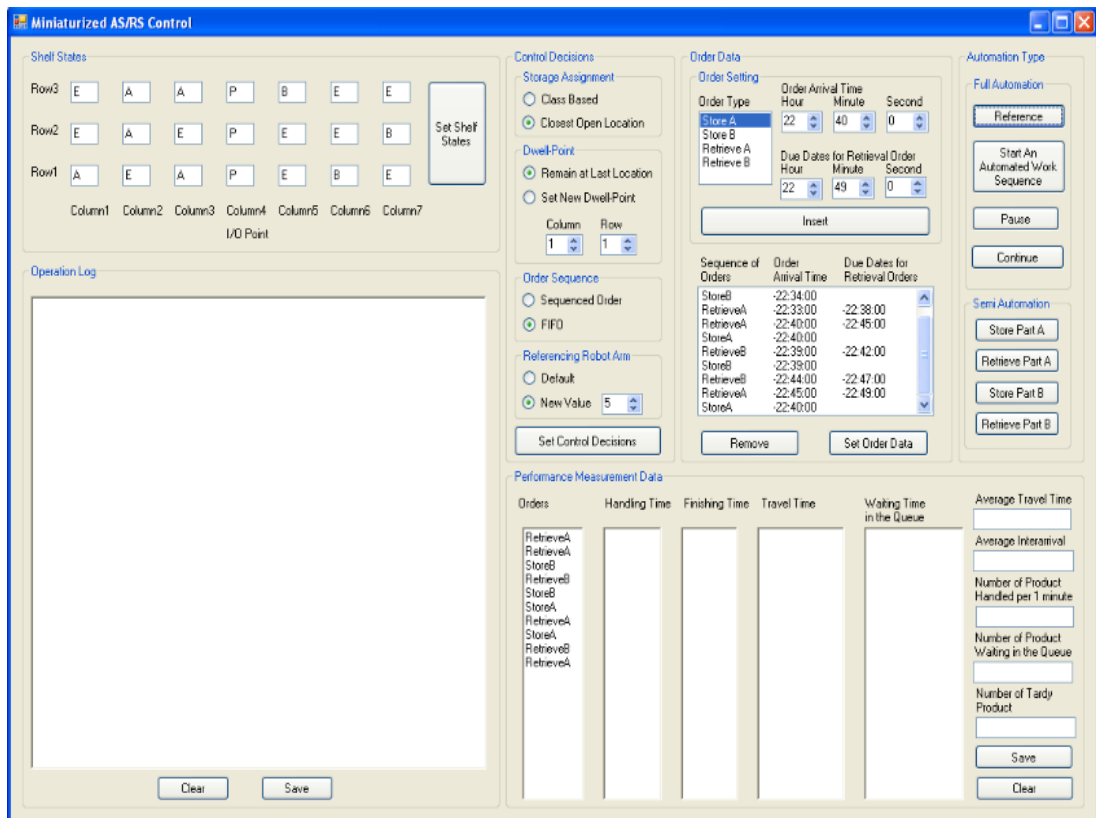 Miniaturized AS/RS Control
Shelf States
Row3 E A A P B E E
Row2 E A E P E E B
Row1 A E A P E B E
Set Shelf
States
Column1 Column2 Column3 Column4 Column5 Column6 Column7
I/O Point
Operation Log
Clear Save
Control Decisions
Storage Assignment
Class Based
Closest Open Location
Dwell-Point
Remain at Last Location
Set New Dwell-Point
Column Row
1 1
Order Sequence
Sequenced Order
FIFO
Referencing Robot Arm
Default
New Value 5
Set Control Decisions
Order Data
Order Setting
Order Type
Store A
Store B
Retrieve A
Retrieve B
Order Arrival Time
Hour Minute Second
22 40 0
Due Dates for Retrieval Order
Hour Minute Second
22 49 0
Insert
Sequence of Orders Order Arrival Time Due Dates for Retrieval Orders
StoreB -22:34:00
RetrieveA -22:33:00 -22:38:00
RetrieveA -22:40:00 -22:45:00
StoreA -22:40:00
RetrieveB -22:39:00 -22:42:00
StoreB -22:39:00
RetrieveB -22:44:00 -22:47:00
RetrieveA -22:45:00 -22:49:00
StoreA -22:40:00
Remove Set Order Data
Automation Type
Full Automation
Reference
Start An
Automated Work
Sequence
Pause
Continue
Semi Automation
Store Part A
Retrieve Part A
Store Part B
Retrieve Part B
Performance Measurement Data
Orders Handling Time Finishing Time Travel Time Waiting Time in the Queue
RetrieveA
RetrieveA
StoreB
RetrieveB
StoreB
StoreA
RetrieveA
StoreA
RetrieveB
RetrieveA
Average Travel Time
Average Interarrival
Number of Product
Handled per 1 minute
Number of Product
Waiting in the Queue
Number of Tardy
Product
Save
Clear